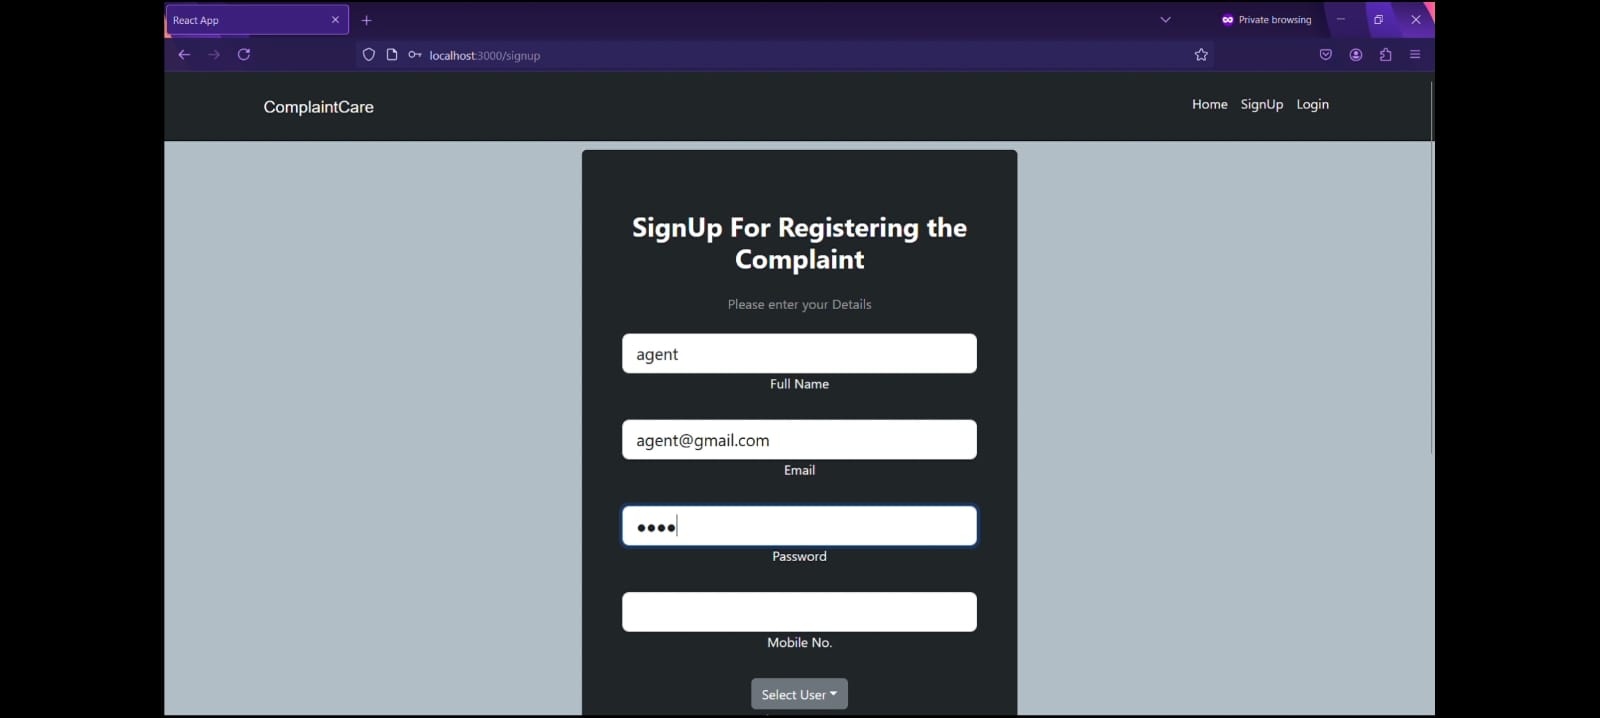 React App
Private browsing
localhost:3000/signup
ComplaintCare
Home SignUp Login
SignUp For Registering the
Complaint
Please enter your Details
agent
Full Name
agent@gmail.com
Email
••••
Password
Mobile No.
Select User